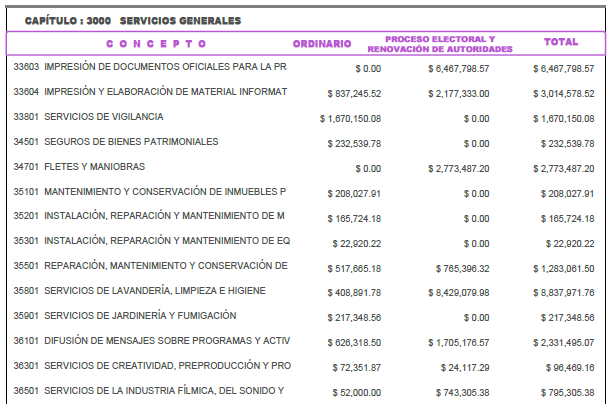 CAPÍTULO : 3000 SERVICIOS GENERALES
C O N C E P T O ORDINARIO PROCESO ELECTORAL Y RENOVACIÓN DE AUTORIDADES TOTAL
33603 IMPRESIÓN DE DOCUMENTOS OFICIALES PARA LA PR $ 0.00 $ 6,467,798.57 $ 6,467,798.57
33604 IMPRESIÓN Y ELABORACIÓN DE MATERIAL INFORMAT $ 837,245.52 $ 2,177,333.00 $ 3,014,578.52
33801 SERVICIOS DE VIGILANCIA $ 1,670,150.08 $ 0.00 $ 1,670,150.08
34501 SEGUROS DE BIENES PATRIMONIALES $ 232,539.78 $ 0.00 $ 232,539.78
34701 FLETES Y MANIOBRAS $ 0.00 $ 2,773,487.20 $ 2,773,487.20
35101 MANTENIMIENTO Y CONSERVACIÓN DE INMUEBLES P $ 208,027.91 $ 0.00 $ 208,027.91
35201 INSTALACIÓN, REPARACIÓN Y MANTENIMIENTO DE M $ 165,724.18 $ 0.00 $ 165,724.18
35301 INSTALACIÓN, REPARACIÓN Y MANTENIMIENTO DE EQ $ 22,920.22 $ 0.00 $ 22,920.22
35501 REPARACIÓN, MANTENIMIENTO Y CONSERVACIÓN DE $ 517,665.18 $ 765,396.32 $ 1,283,061.50
35801 SERVICIOS DE LAVANDERÍA, LIMPIEZA E HIGIENE $ 408,891.78 $ 8,429,079.98 $ 8,837,971.76
35901 SERVICIOS DE JARDINERÍA Y FUMIGACIÓN $ 217,348.56 $ 0.00 $ 217,348.56
36101 DIFUSIÓN DE MENSAJES SOBRE PROGRAMAS Y ACTIV $ 626,318.50 $ 1,705,176.57 $ 2,331,495.07
36301 SERVICIOS DE CREATIVIDAD, PREPRODUCCIÓN Y PRO $ 72,351.87 $ 24,117.29 $ 96,469.16
36501 SERVICIOS DE LA INDUSTRIA FÍLMICA, DEL SONIDO Y $ 52,000.00 $ 743,305.38 $ 795,305.38